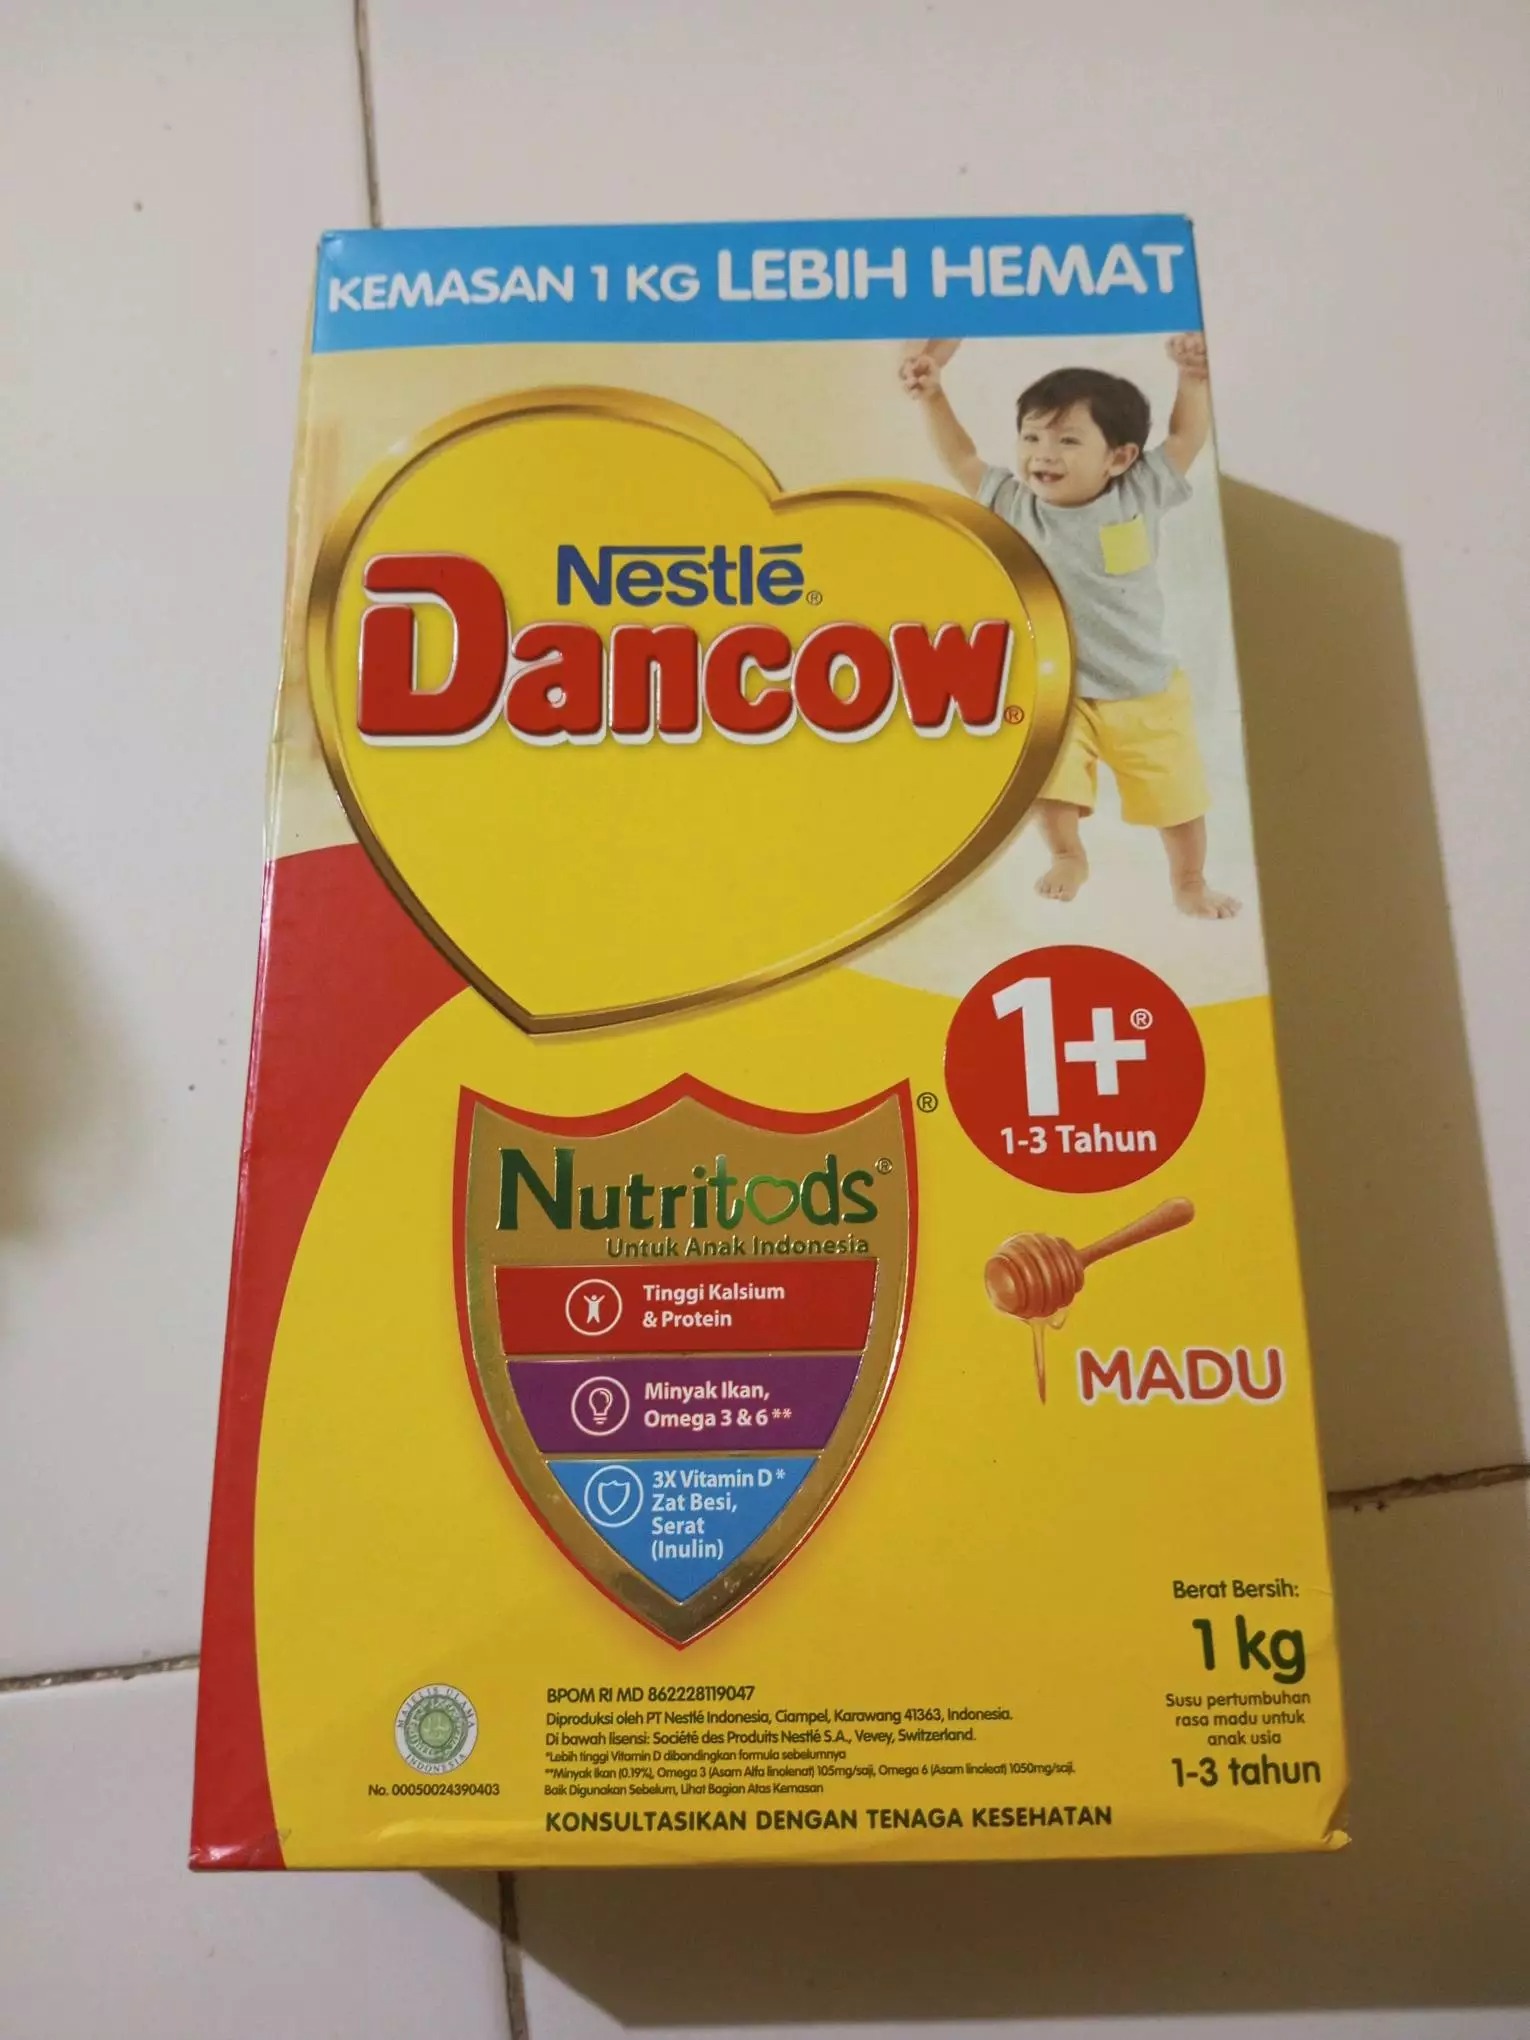 KEMASAN 1 KG LEBIH HEMAT
Nestlé®
Dancow®
1+®
1-3 Tahun
®
Nutritods®
Untuk Anak Indonesia
Tinggi Kalsium
& Protein
Minyak Ikan,
Omega 3 & 6**
3X Vitamin D*
Zat Besi,
Serat
(Inulin)
MADU
Berat Bersih:
1 kg
Susu pertumbuhan
rasa madu untuk
anak usia
1-3 tahun
MAJELIS ULAMA
INDONESIA
No. 00050024390403
BPOM RI MD 862228119047
Diproduksi oleh PT Nestlé Indonesia, Ciampel, Karawang 41363, Indonesia.
Di bawah lisensi: Société des Produits Nestlé S.A., Vevey, Switzerland.
*Lebih tinggi Vitamin D dibandingkan formula sebelumnya
**Minyak Ikan (0.19%), Omega 3 (Asam Alfa linolenat) 105mg/saji, Omega 6 (Asam linoleat) 1050mg/saji.
Baik Digunakan Sebelum, Lihat Bagian Atas Kemasan
KONSULTASIKAN DENGAN TENAGA KESEHATAN